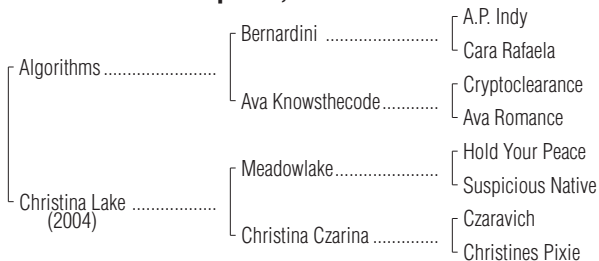 A.P. Indy
Bernardini ......................
Cara Rafaela
Algorithms ......................
Cryptoclearance
Ava Knowsthecode...........
Ava Romance
Hold Your Peace
Meadowlake....................
Suspicious Native
Christina Lake ................
(2004)
Czaravich
Christina Czarina .............
Christines Pixie